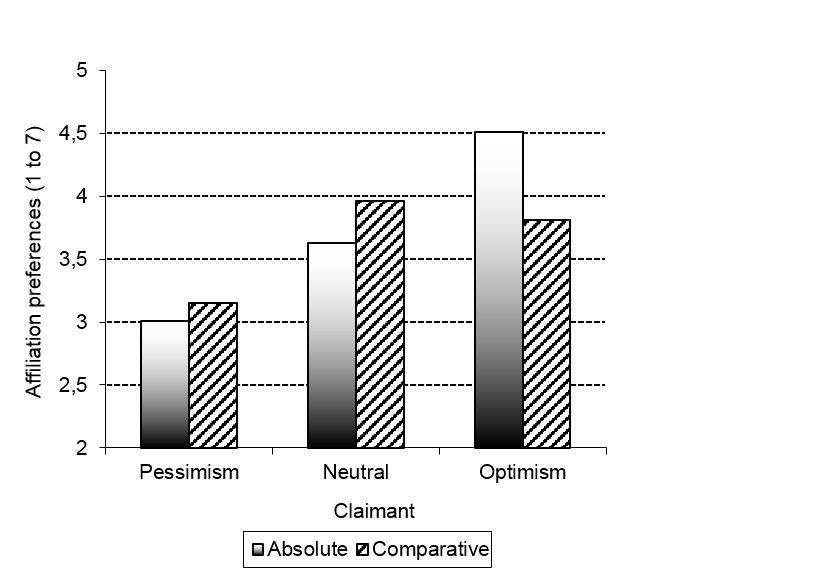 5
4,5
4
3,5
3
2,5
2
Affiliation preferences (1 to 7)
Pessimism Neutral Optimism
Claimant
Absolute Comparative